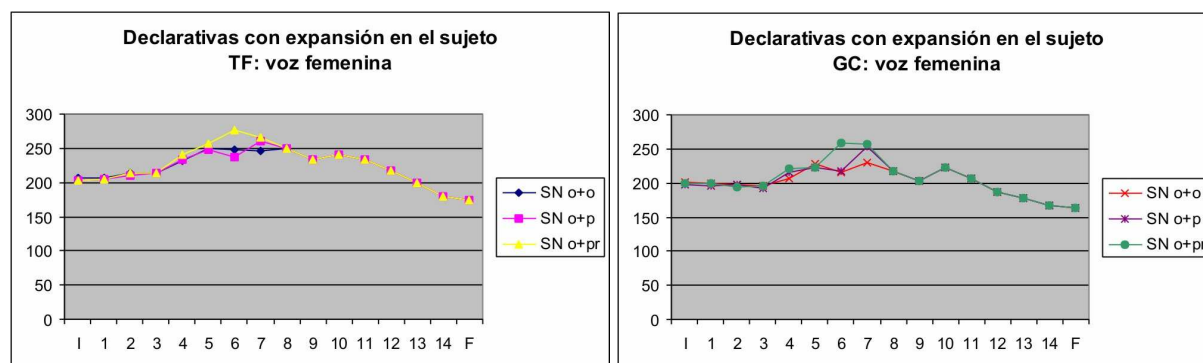 Declarativas con expansión en el sujeto
TF: voz femenina
300
250
200
150
100
50
0
I 1 2 3 4 5 6 7 8 9 10 11 12 13 14 F
SN o+o
SN o+p
SN o+pr
Declarativas con expansión en el sujeto
GC: voz femenina
300
250
200
150
100
50
0
I 1 2 3 4 5 6 7 8 9 10 11 12 13 14 F
SN o+o
SN o+p
SN o+pr